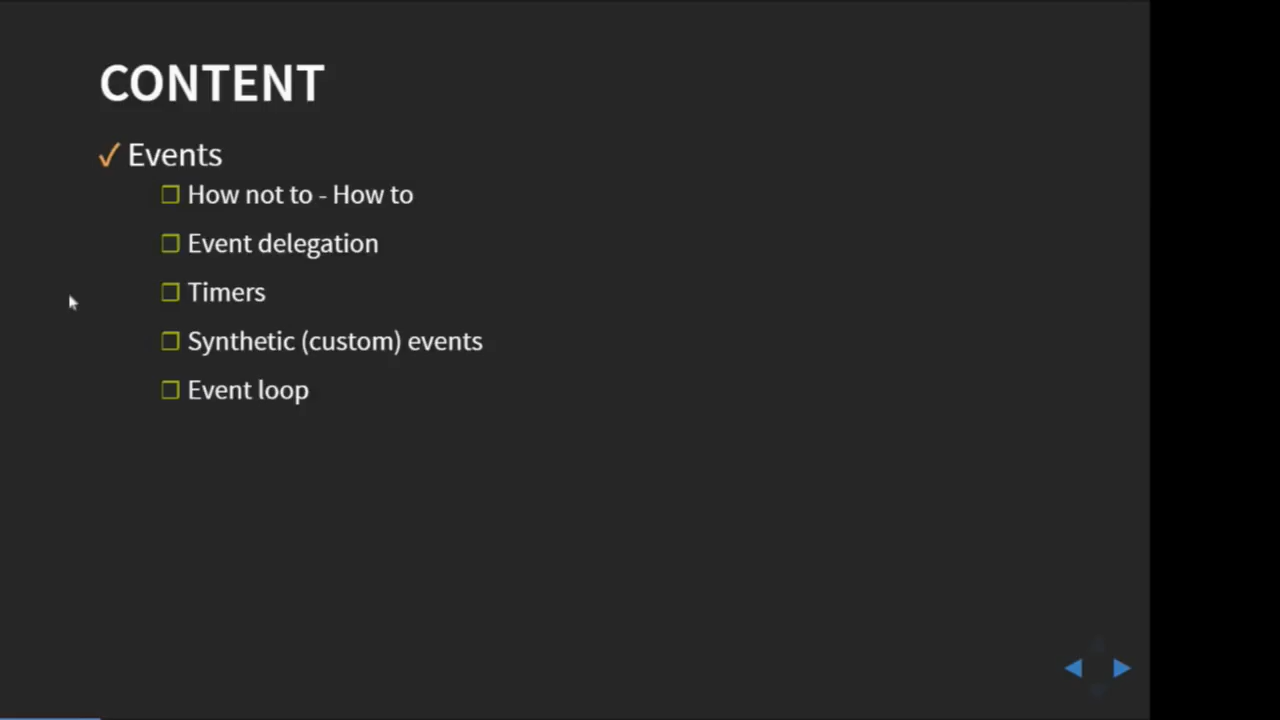 CONTENT
✓ Events
❐ How not to - How to
❐ Event delegation
❐ Timers
❐ Synthetic (custom) events
❐ Event loop